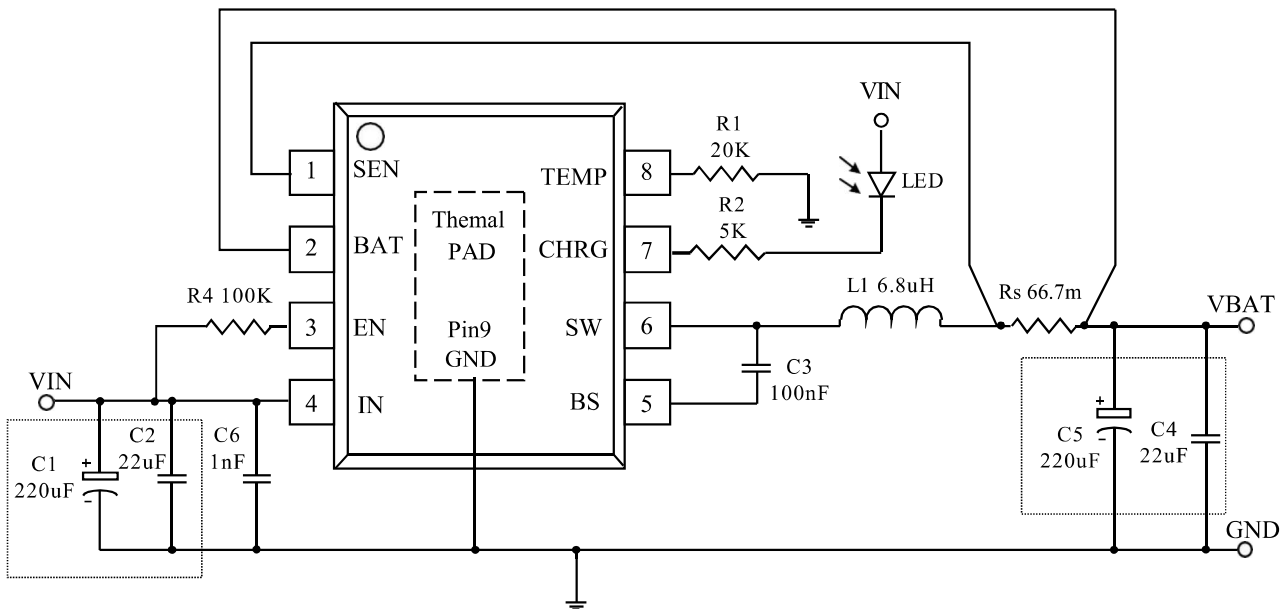 VIN
R1
20K
1
SEN
TEMP
8
LED
Themal
PAD
R2
5K
2
BAT
CHRG
7
R4 100K
L1 6.8uH
Rs 66.7m
VBAT
3
EN
Pin9
GND
SW
6
VIN
C3
100nF
4
IN
BS
5
C1
220uF
+
-
C2
22uF
C6
1nF
C5
220uF
+
-
C4
22uF
GND